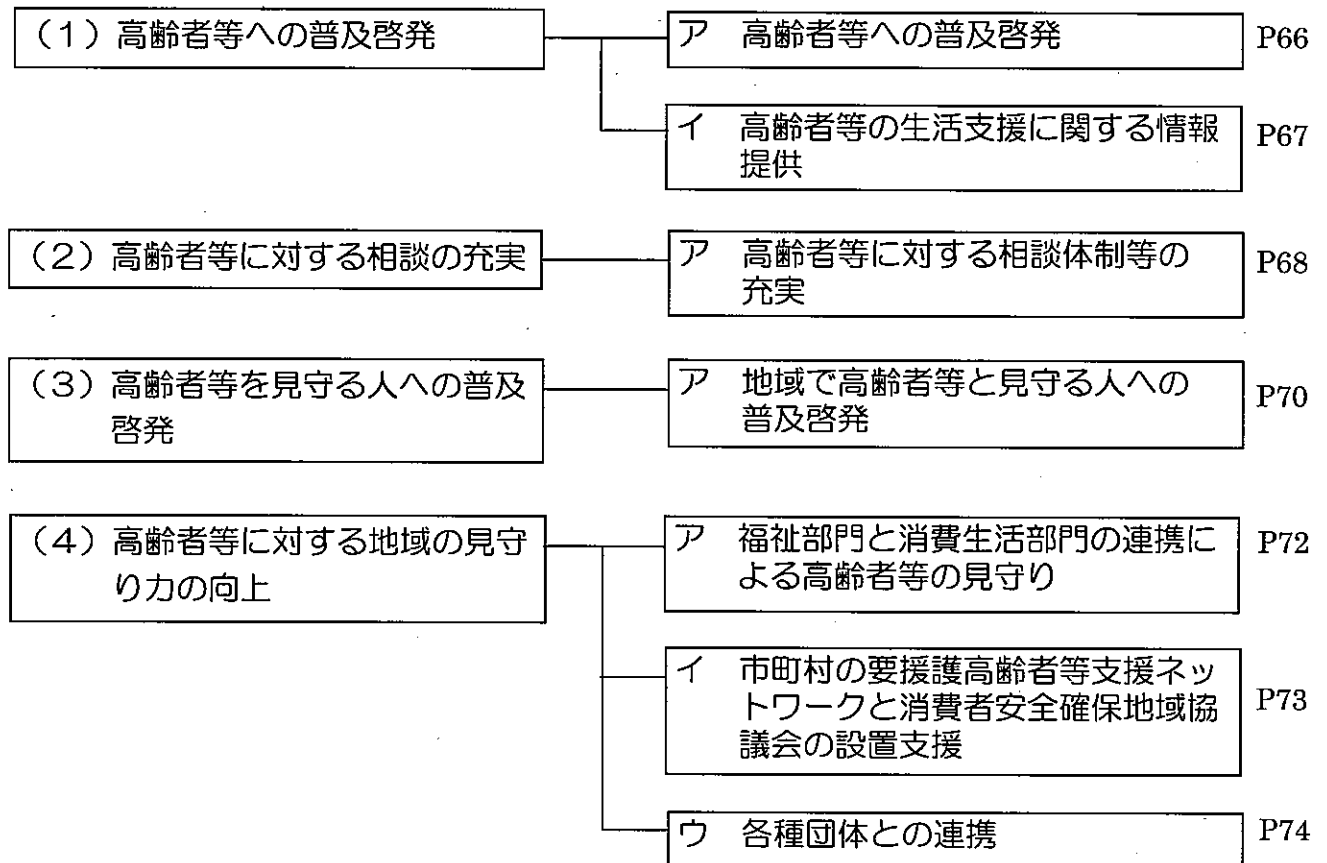 (1)高齢者等への普及啓発
ア 高齢者等への普及啓発
P66
イ 高齢者等の生活支援に関する情報
提供
P67
(2)高齢者等に対する相談の充実
ア 高齢者等に対する相談体制等の
充実
P68
(3)高齢者等を見守る人への普及
啓発
ア 地域で高齢者等と見守る人への
普及啓発
P70
(4)高齢者等に対する地域の見守
り力の向上
ア 福祉部門と消費生活部門の連携に
よる高齢者等の見守り
P72
イ 市町村の要援護高齢者等支援ネッ
トワークと消費者安全確保地域協
議会の設置支援
P73
ウ 各種団体との連携
P74